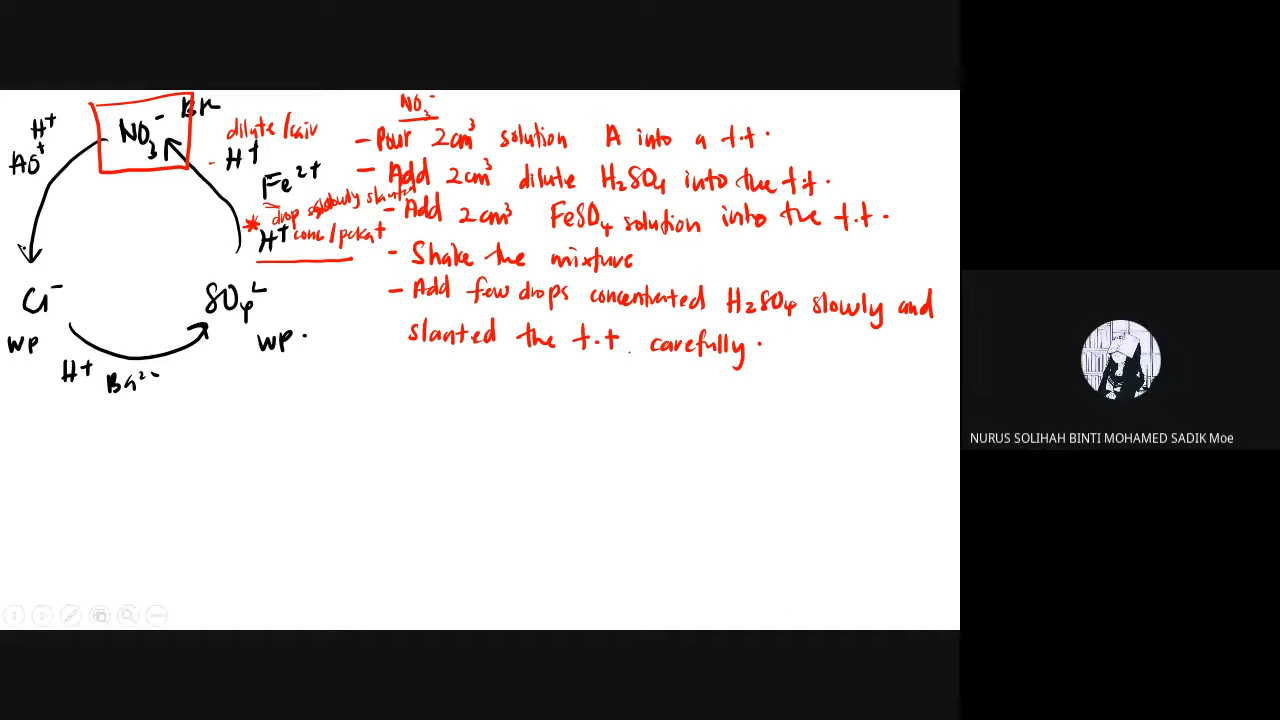 NO₃⁻ BR
H⁺
Ag⁺
dilute/cair
- H⁺
Fe²⁺
* drop slowly slanted
H⁺ conc/pekat
Cl⁻
WP
SO₄²⁻
WP.
H⁺ Ba²⁺
NO₃⁻
- Pour 2cm³ solution A into a t.t.
- Add 2cm³ dilute H₂SO₄ into the t.t.
- Add 2cm³ FeSO₄ solution into the t.t.
- Shake the mixture
- Add few drops concentrated H₂SO₄ slowly and
slanted the t.t. carefully.
NURUS SOLIHAH BINTI MOHAMED SADIK Moe